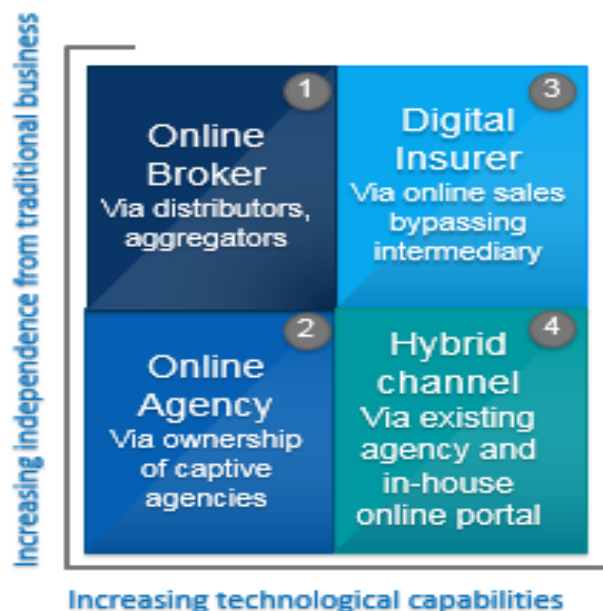 Increasing independence from traditional business
1
Online
Broker
Via distributors,
aggregators
3
Digital
Insurer
Via online sales
bypassing
intermediary
2
Online
Agency
Via ownership
of captive
agencies
4
Hybrid
channel
Via existing
agency and
in-house
online portal
Increasing technological capabilities